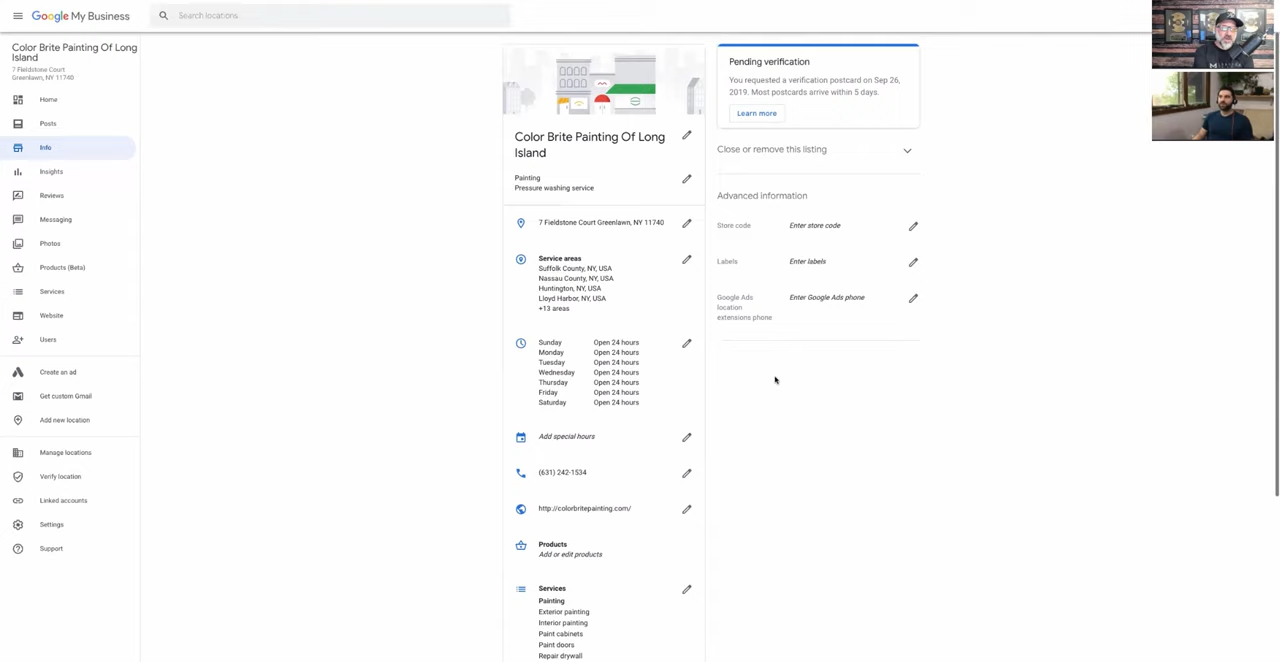 Google My Business
Search locations
Color Brite Painting Of Long
Island
7 Fieldstone Court
Greenlawn, NY 11740
Home
Posts
Info
Insights
Reviews
Messaging
Photos
Products (Beta)
Services
Website
Users
Create an ad
Get custom Gmail
Add new location
Manage locations
Verify location
Linked accounts
Settings
Support
Color Brite Painting Of Long
Island
Painting
Pressure washing service
7 Fieldstone Court Greenlawn, NY 11740
Service areas
Suffolk County, NY, USA
Nassau County, NY, USA
Huntington, NY, USA
Lloyd Harbor, NY, USA
+13 areas
Sunday Open 24 hours
Monday Open 24 hours
Tuesday Open 24 hours
Wednesday Open 24 hours
Thursday Open 24 hours
Friday Open 24 hours
Saturday Open 24 hours
Add special hours
(631) 242-1534
http://colorbritepainting.com/
Products
Add or edit products
Services
Painting
Exterior painting
Interior painting
Paint cabinets
Paint doors
Repair drywall
Pending verification
You requested a verification postcard on Sep 26,
2019. Most postcards arrive within 5 days.
Learn more
Close or remove this listing
Advanced information
Store code Enter store code
Labels Enter labels
Google Ads
location
extensions phone
Enter Google Ads phone